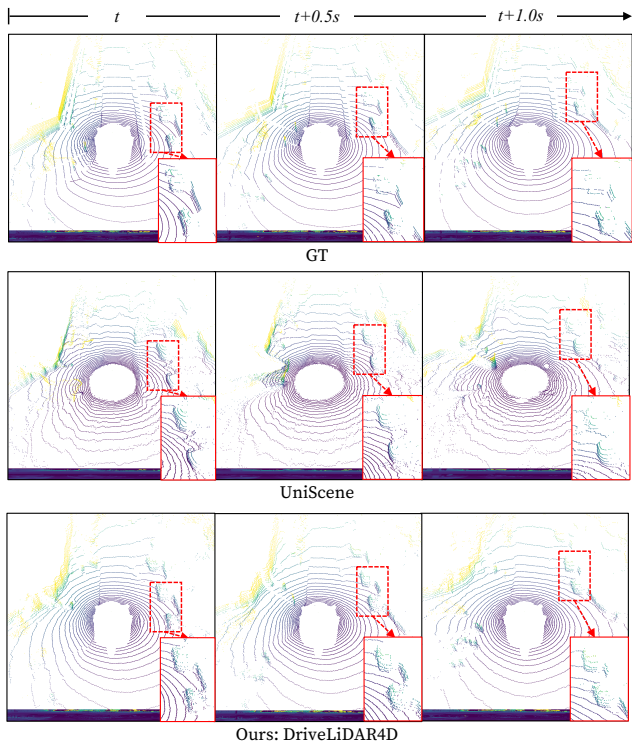 t
t+0.5s
t+1.0s
GT
UniScene
Ours: DriveLiDAR4D